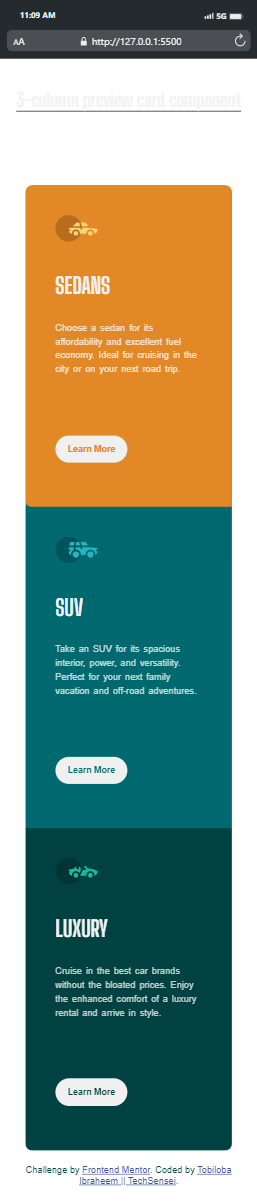 11:09 AM
5G
AA
http://127.0.0.1:5500
3-column preview card component
SEDANS
Choose a sedan for its
affordability and excellent fuel
economy. Ideal for cruising in the
city or on your next road trip.
Learn More
SUV
Take an SUV for its spacious
interior, power, and versatility.
Perfect for your next family
vacation and off-road adventures.
Learn More
LUXURY
Cruise in the best car brands
without the bloated prices. Enjoy
the enhanced comfort of a luxury
rental and arrive in style.
Learn More
Challenge by Frontend Mentor. Coded by Tobiloba
Ibraheem || TechSensei.